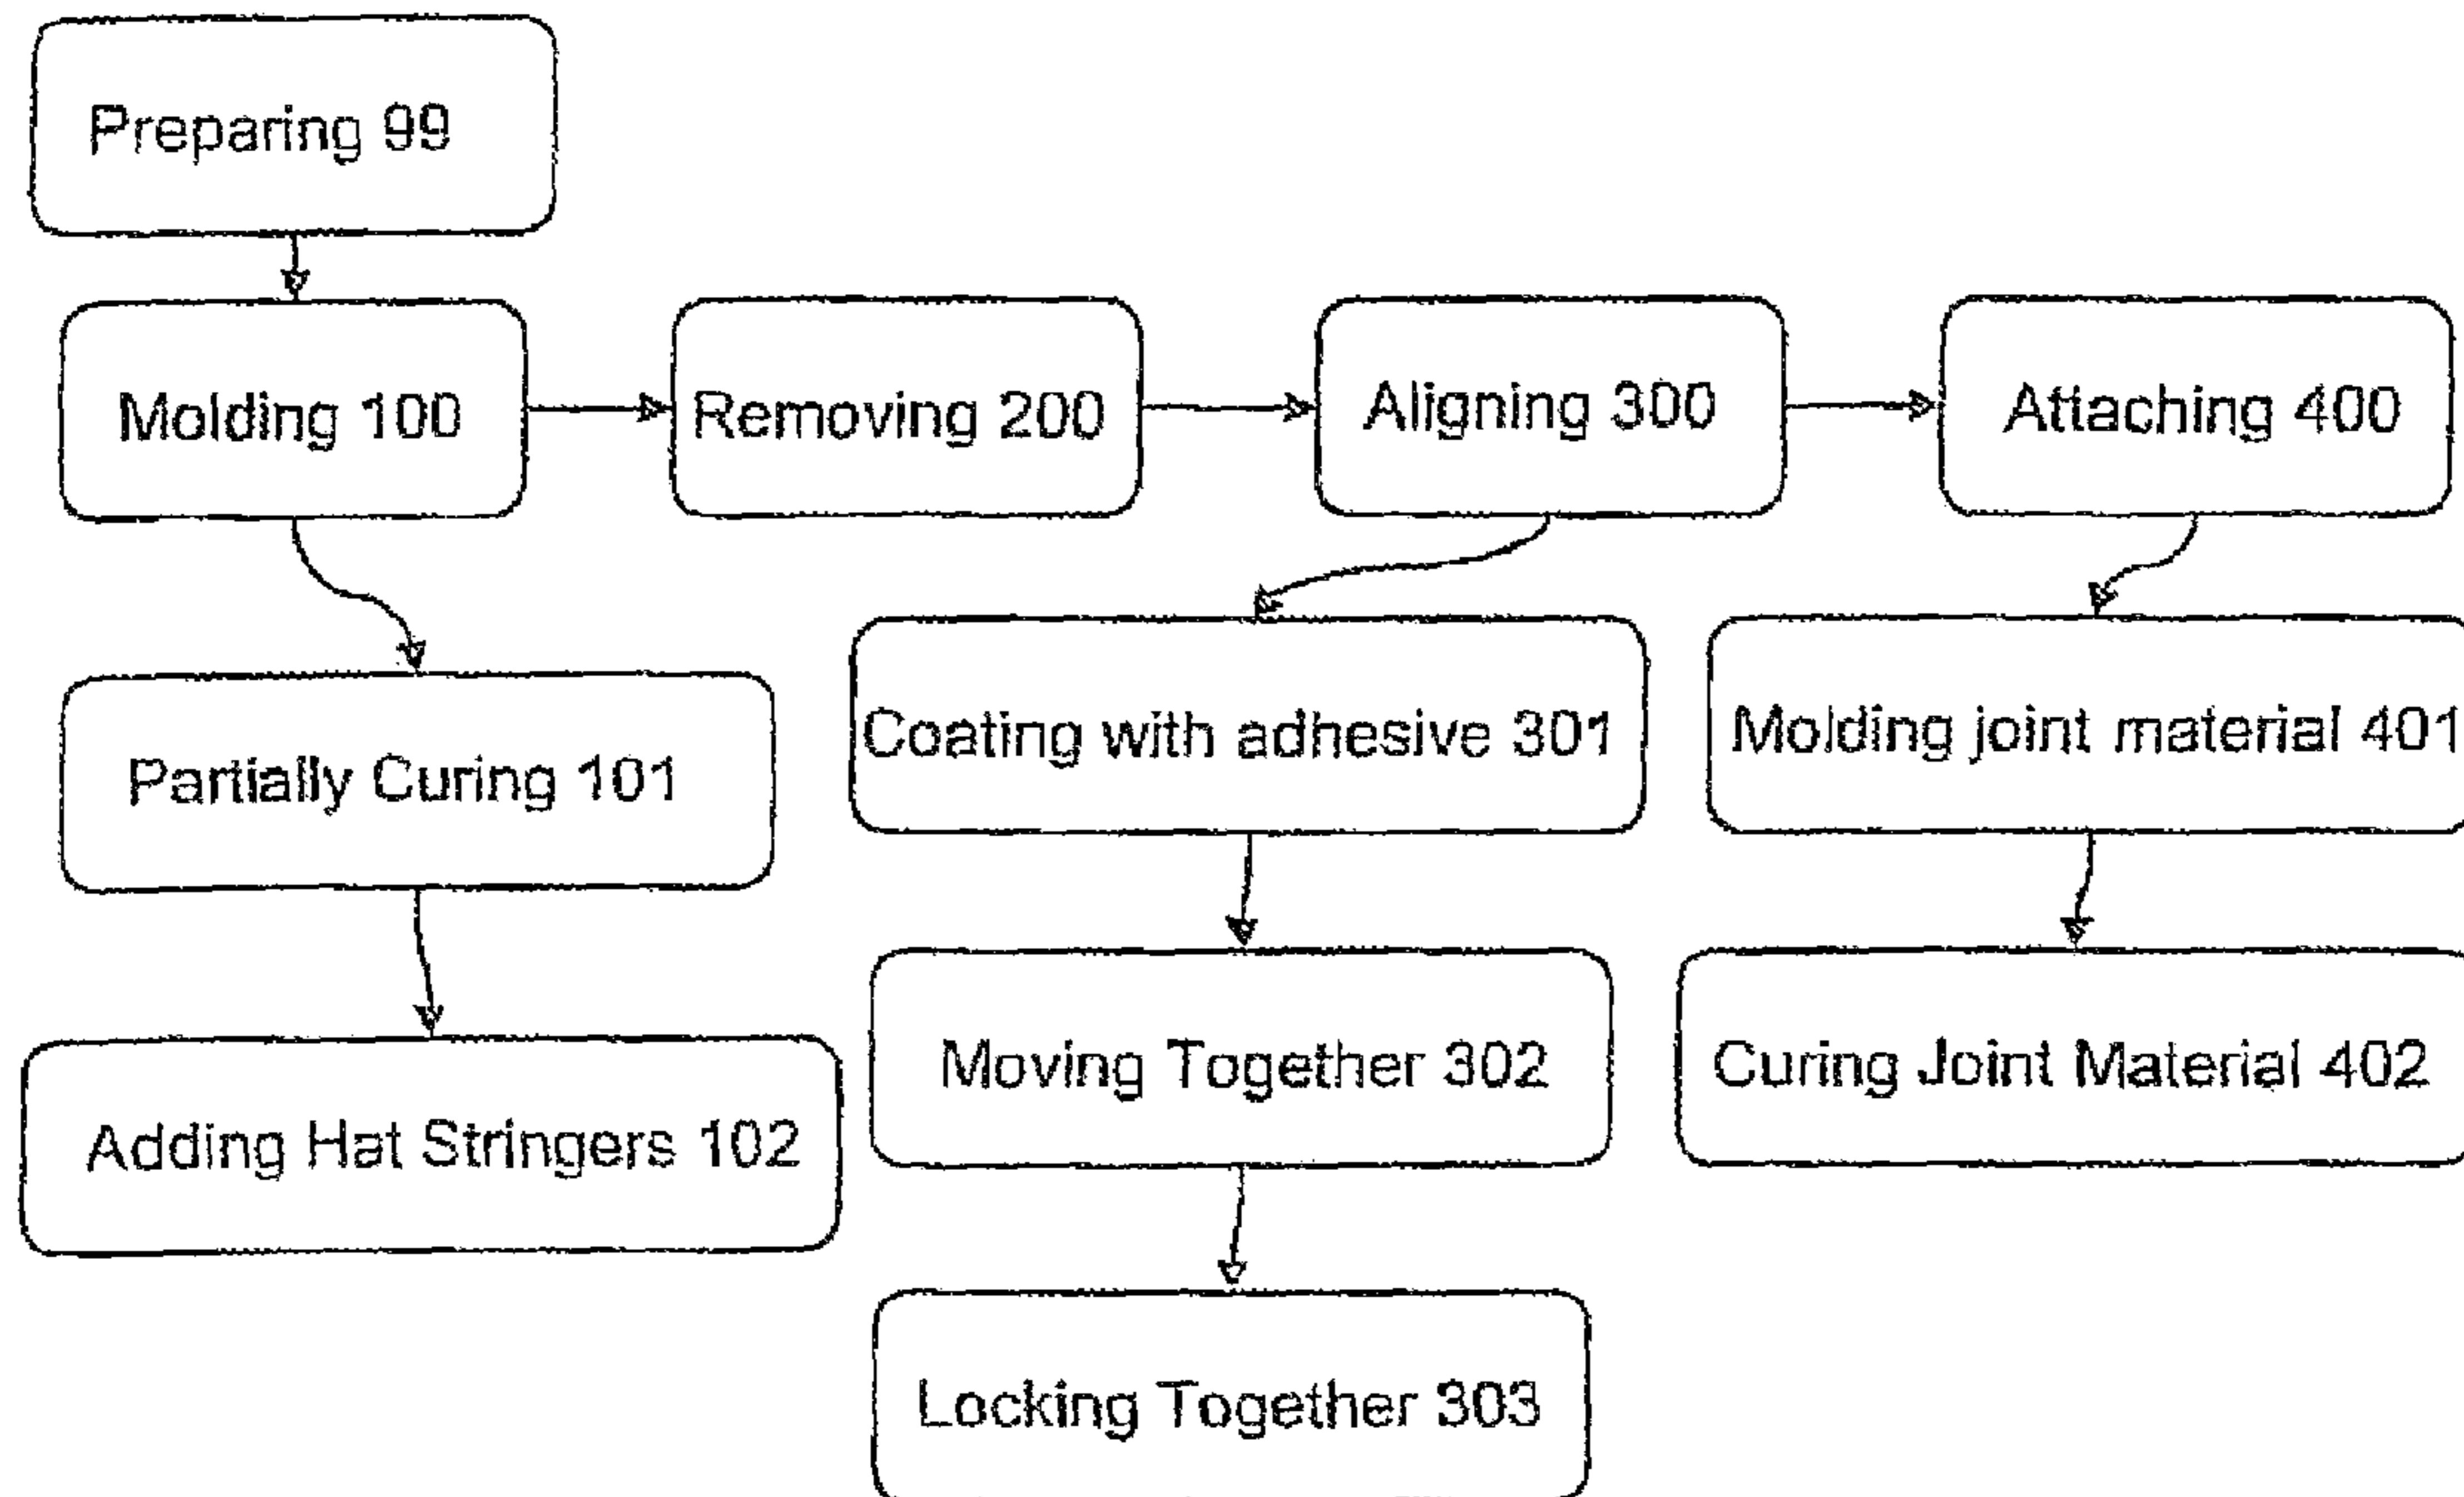 Preparing 99
Molding 100
Removing 200
Aligning 300
Attaching 400
Partially Curing 101
Coating with adhesive 301
Molding joint material 401
Adding Hat Stringers 102
Moving Together 302
Curing Joint Material 402
Locking Together 303